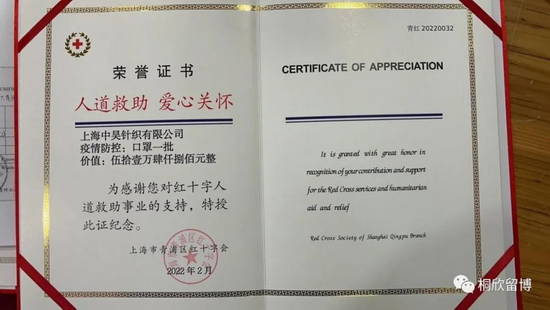 荣誉证书
人道救助 爱心关怀
上海中昊针织有限公司
疫情防控：口罩一批
价值：伍拾壹万肆仟捌佰元整
为感谢您对红十字人
道救助事业的支持，特授
此证纪念。
上海市青浦区红十字会
2022年2月
青红 20220032
CERTIFICATE OF APPRECIATION
It is granted with great honor in
recognition of your contribution and support
for the Red Cross services and humanitarian
aid and relief
Red Cross Society of Shanghai Qingpu Branch
桐欣留博